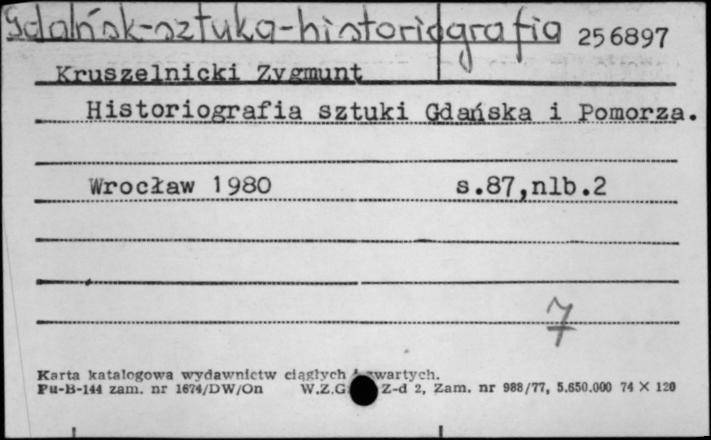 Gdańsk-sztuka-historiografia 256897
Kruszelnicki Zygmunt
Historiografia sztuki Gdańska i Pomorza.
Wrocław 1980 s.87,nlb.2
7
Karta katalogowa wydawnictw ciągłych i zwartych.
Pu-B-144 zam. nr 1674/DW/On W.Z.G Z-d 2, Zam. nr 988/77, 5.650.000 74 X 120